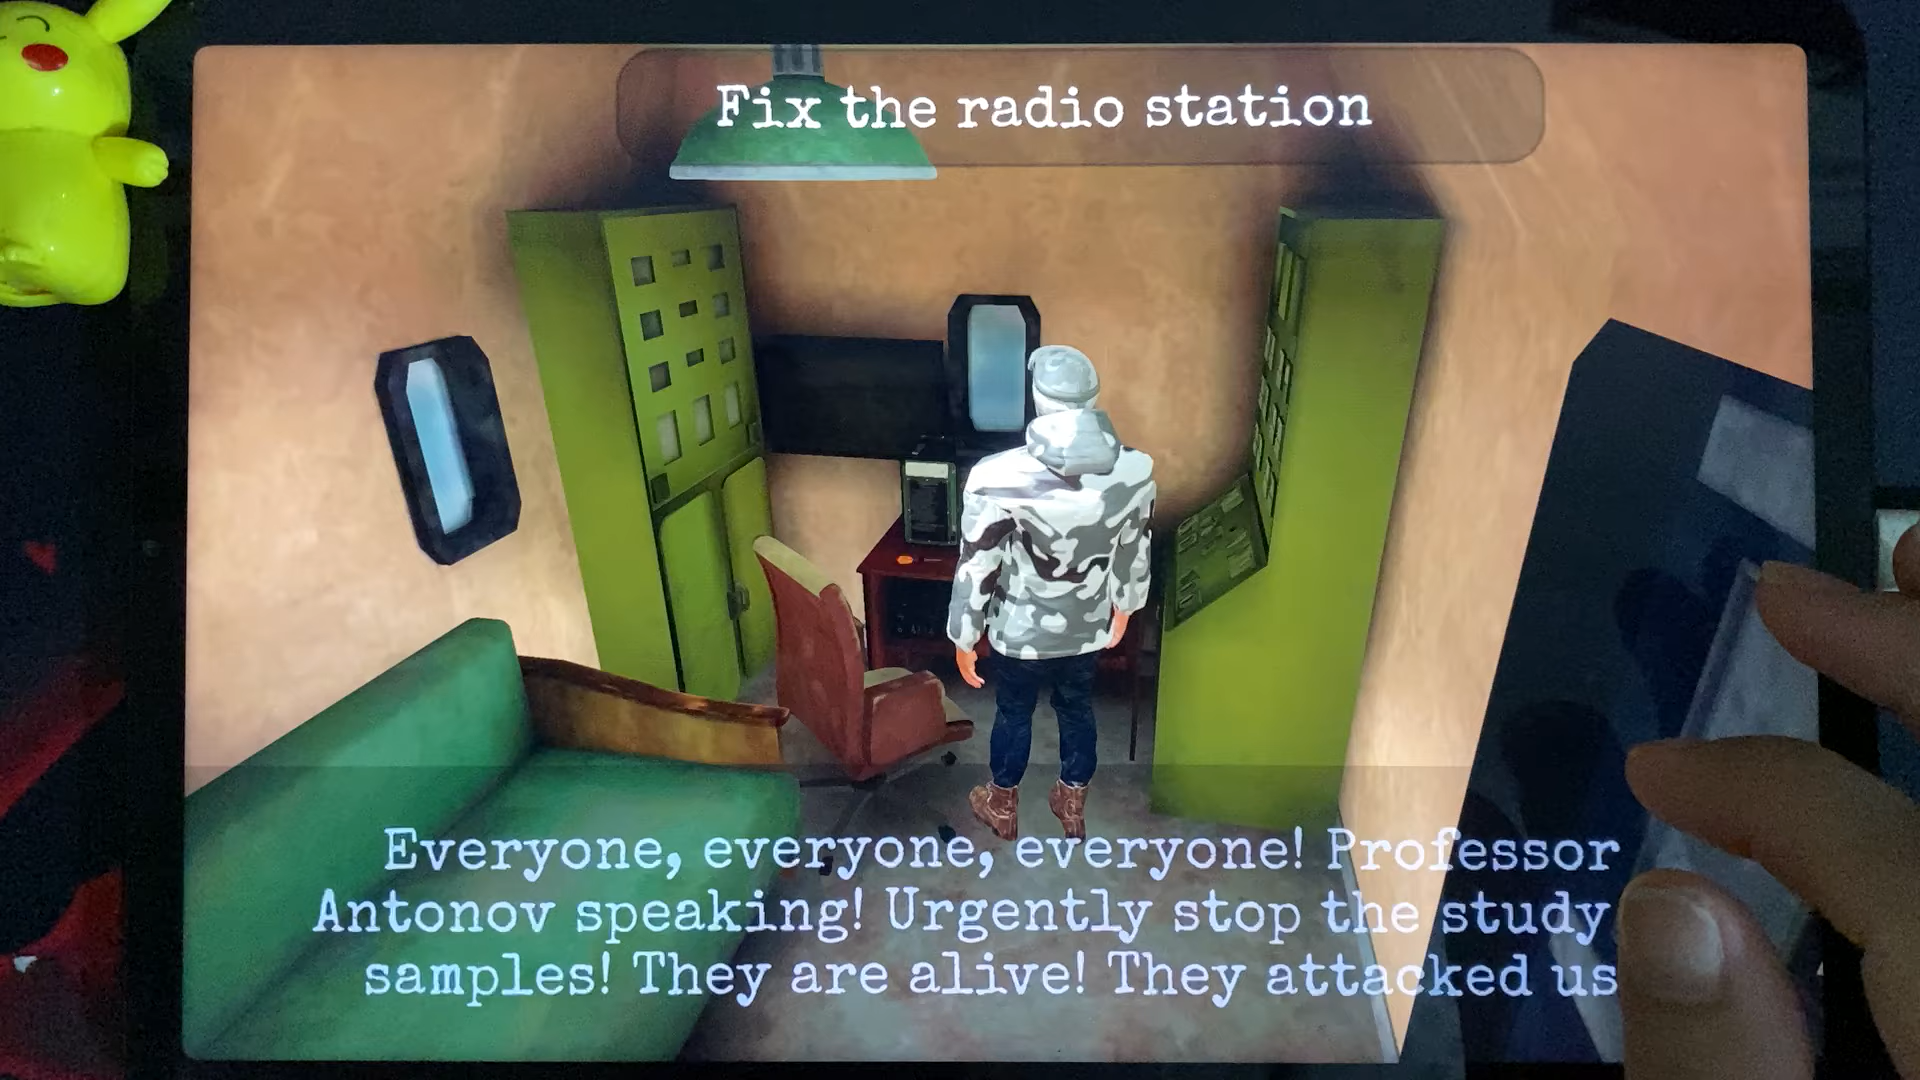 Fix the radio station
Everyone, everyone, everyone! Professor
Antonov speaking! Urgently stop the study
samples! They are alive! They attacked us